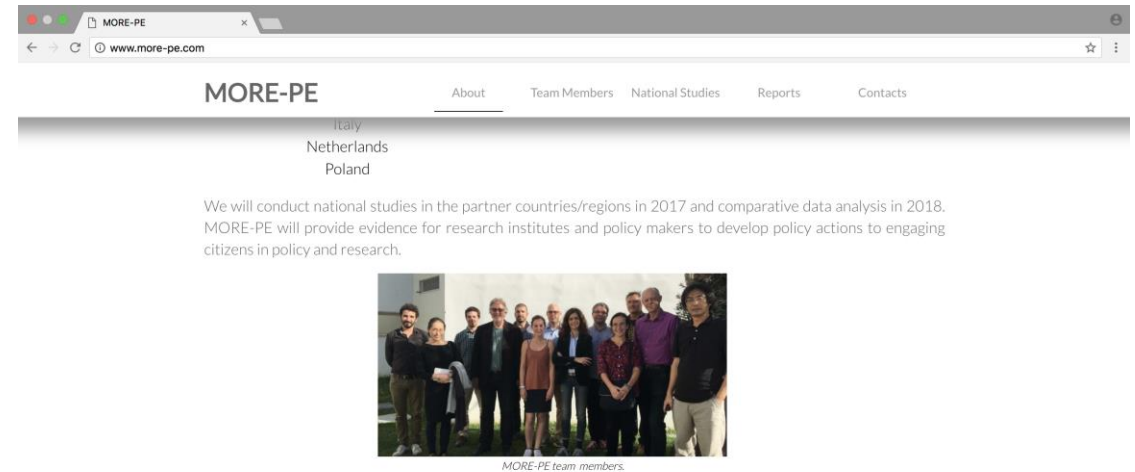 MORE-PE
www.more-pe.com
MORE-PE About Team Members National Studies Reports Contacts
Italy
Netherlands
Poland
We will conduct national studies in the partner countries/regions in 2017 and comparative data analysis in 2018.
MORE-PE will provide evidence for research institutes and policy makers to develop policy actions to engaging
citizens in policy and research.
MORE-PE team members.